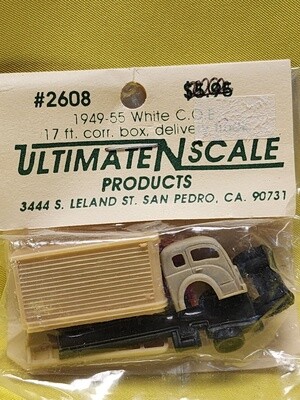 #2608
$5.95
1949-55 White C.O.E.
17 ft. corr. box, delivery
ULTIMATE N SCALE
PRODUCTS
3444 S. LELAND ST. SAN PEDRO, CA. 90731